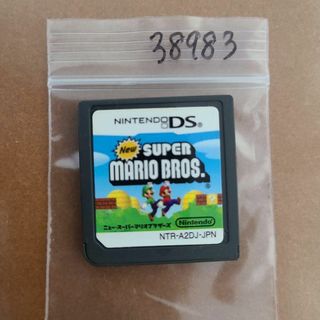 38983
NINTENDO DS
New SUPER
MARIO BROS.
ニュー・スーパーマリオブラザーズ
Nintendo
NTR-A2DJ-JPN